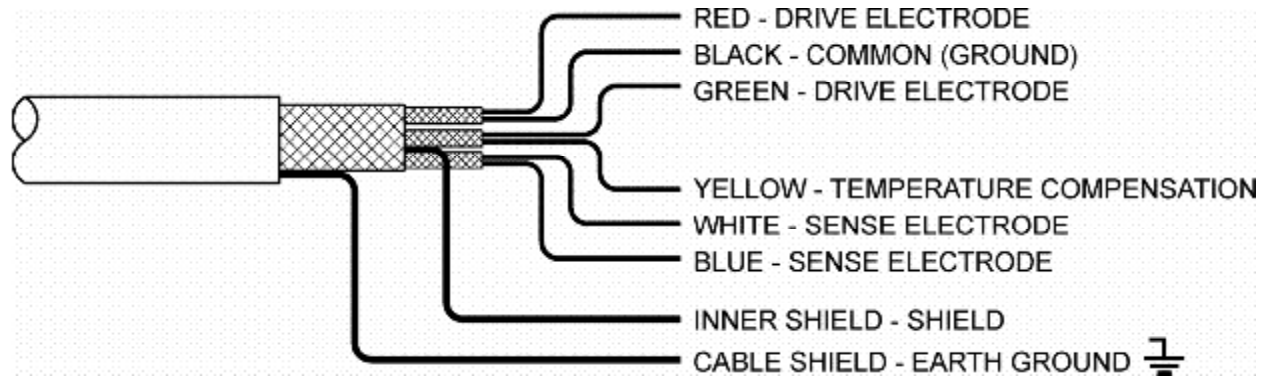 RED - DRIVE ELECTRODE
BLACK - COMMON (GROUND)
GREEN - DRIVE ELECTRODE
YELLOW - TEMPERATURE COMPENSATION
WHITE - SENSE ELECTRODE
BLUE - SENSE ELECTRODE
INNER SHIELD - SHIELD
CABLE SHIELD - EARTH GROUND